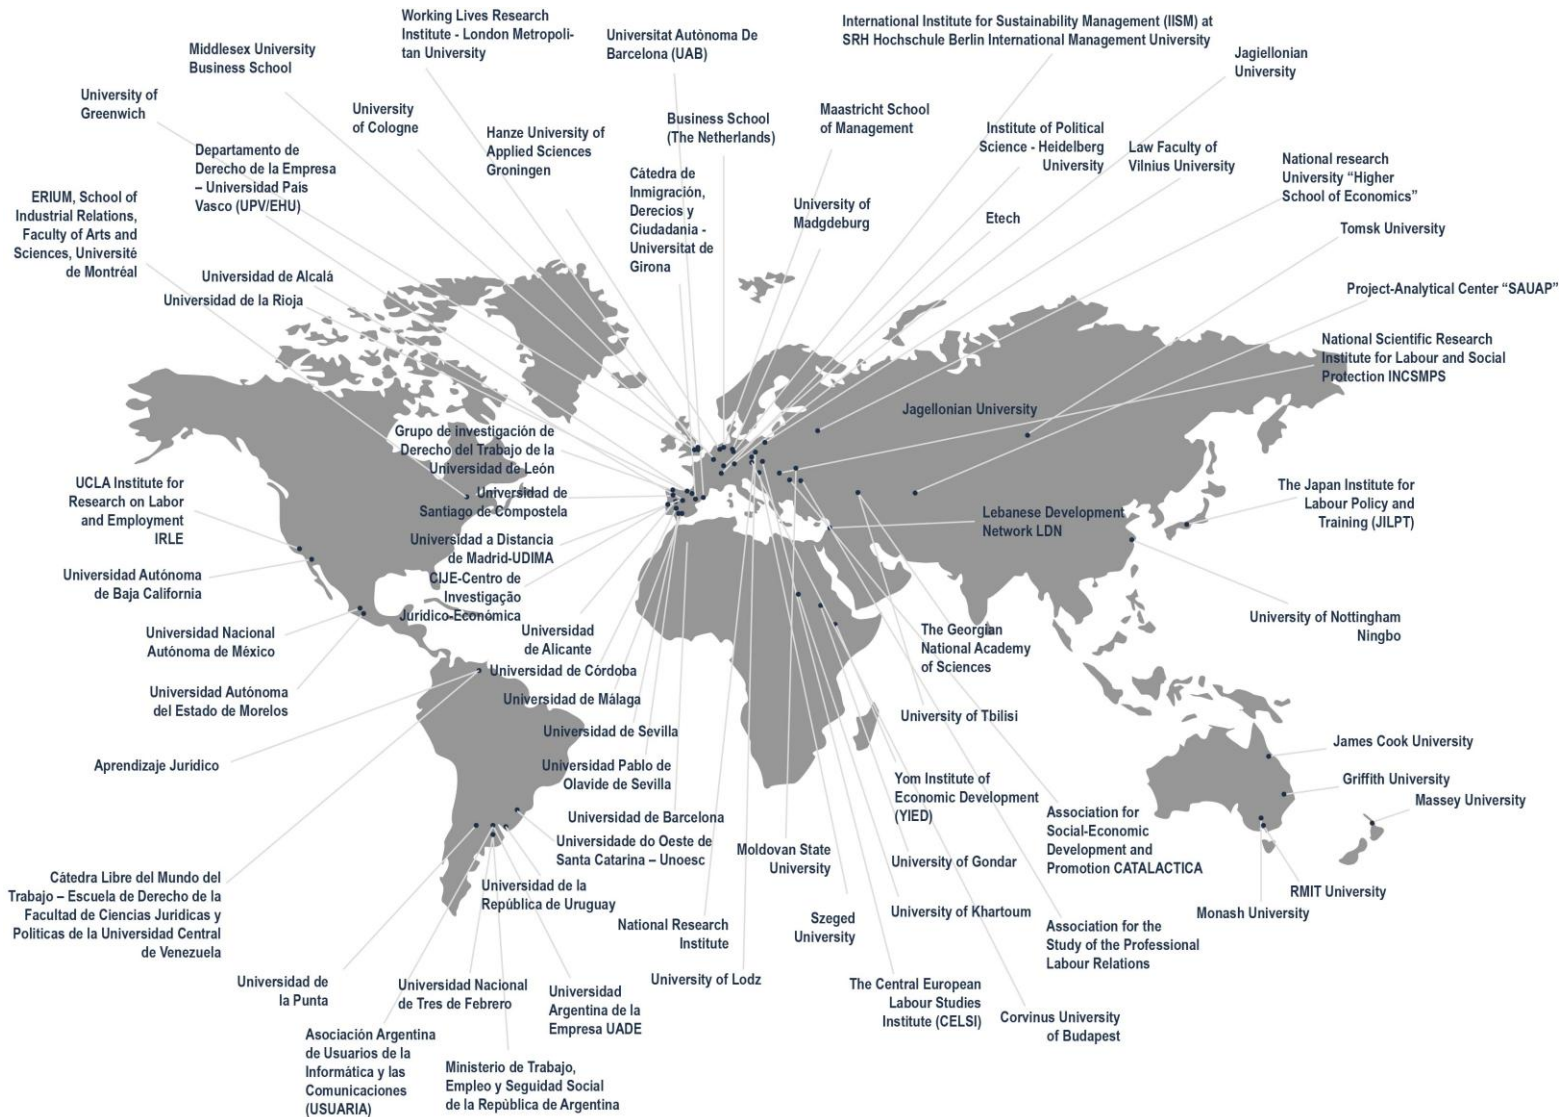 Working Lives Research
Institute - London Metropoli-
tan University
Middlesex University
Business School
Universitat Autònoma De
Barcelona (UAB)
International Institute for Sustainability Management (IISM) at
SRH Hochschule Berlin International Management University
Jagiellonian
University
University of
Greenwich
University
of Cologne
Hanze University of
Applied Sciences
Groningen
Business School
(The Netherlands)
Maastricht School
of Management
Institute of Political
Science - Heidelberg
University
Law Faculty of
Vilnius University
National research
University “Higher
School of Economics”
Departamento de
Derecho de la Empresa
– Universidad Pais
Vasco (UPV/EHU)
Cátedra de
Inmigración,
Derecios y
Ciudadania -
Universitat de
Girona
University of
Madgdeburg
Etech
Tomsk University
ERIUM, School of
Industrial Relations,
Faculty of Arts and
Sciences, Université
de Montréal
Universidad de Alcalá
Universidad de la Rioja
Project-Analytical Center “SAUAP”
National Scientific Research
Institute for Labour and Social
Protection INCSMPS
Jagellonian University
Grupo de investigación de
Derecho del Trabajo de la
Universidad de León
UCLA Institute for
Research on Labor
and Employment
IRLE
Universidad de
Santiago de Compostela
Lebanese Development
Network LDN
The Japan Institute for
Labour Policy and
Training (JILPT)
Universidad a Distancia
de Madrid-UDIMA
CIJE-Centro de
Investigação
Jurídico-Económica
Universidad Autónoma
de Baja California
Universidad Nacional
Autónoma de México
Universidad
de Alicante
The Georgian
National Academy
of Sciences
University of Nottingham
Ningbo
Universidad de Córdoba
Universidad Autónoma
del Estado de Morelos
Universidad de Málaga
University of Tbilisi
Universidad de Sevilla
James Cook University
Aprendizaje Jurídico
Universidad Pablo de
Olavide de Sevilla
Yom Institute of
Economic Development
(YIED)
Griffith University
Massey University
Universidad de Barcelona
Association for
Social-Economic
Development and
Promotion CATALACTICA
Universidade do Oeste de
Santa Catarina – Unoesc
Moldovan State
University
University of Gondar
Cátedra Libre del Mundo del
Trabajo – Escuela de Derecho de la
Facultad de Ciencias Juridicas y
Politicas de la Universidad Central
de Venezuela
Universidad de la
Repùblica de Uruguay
RMIT University
Monash University
National Research
Institute
Szeged
University
University of Khartoum
Association for the
Study of the Professional
Labour Relations
Universidad de
la Punta
Universidad Nacional
de Tres de Febrero
Universidad
Argentina de la
Empresa UADE
University of Lodz
The Central European
Labour Studies
Institute (CELSI)
Corvinus University
of Budapest
Asociación Argentina
de Usuarios de la
Informática y las
Comunicaciones
(USUARIA)
Ministerio de Trabajo,
Empleo y Seguidad Social
de la Repùblica de Argentina